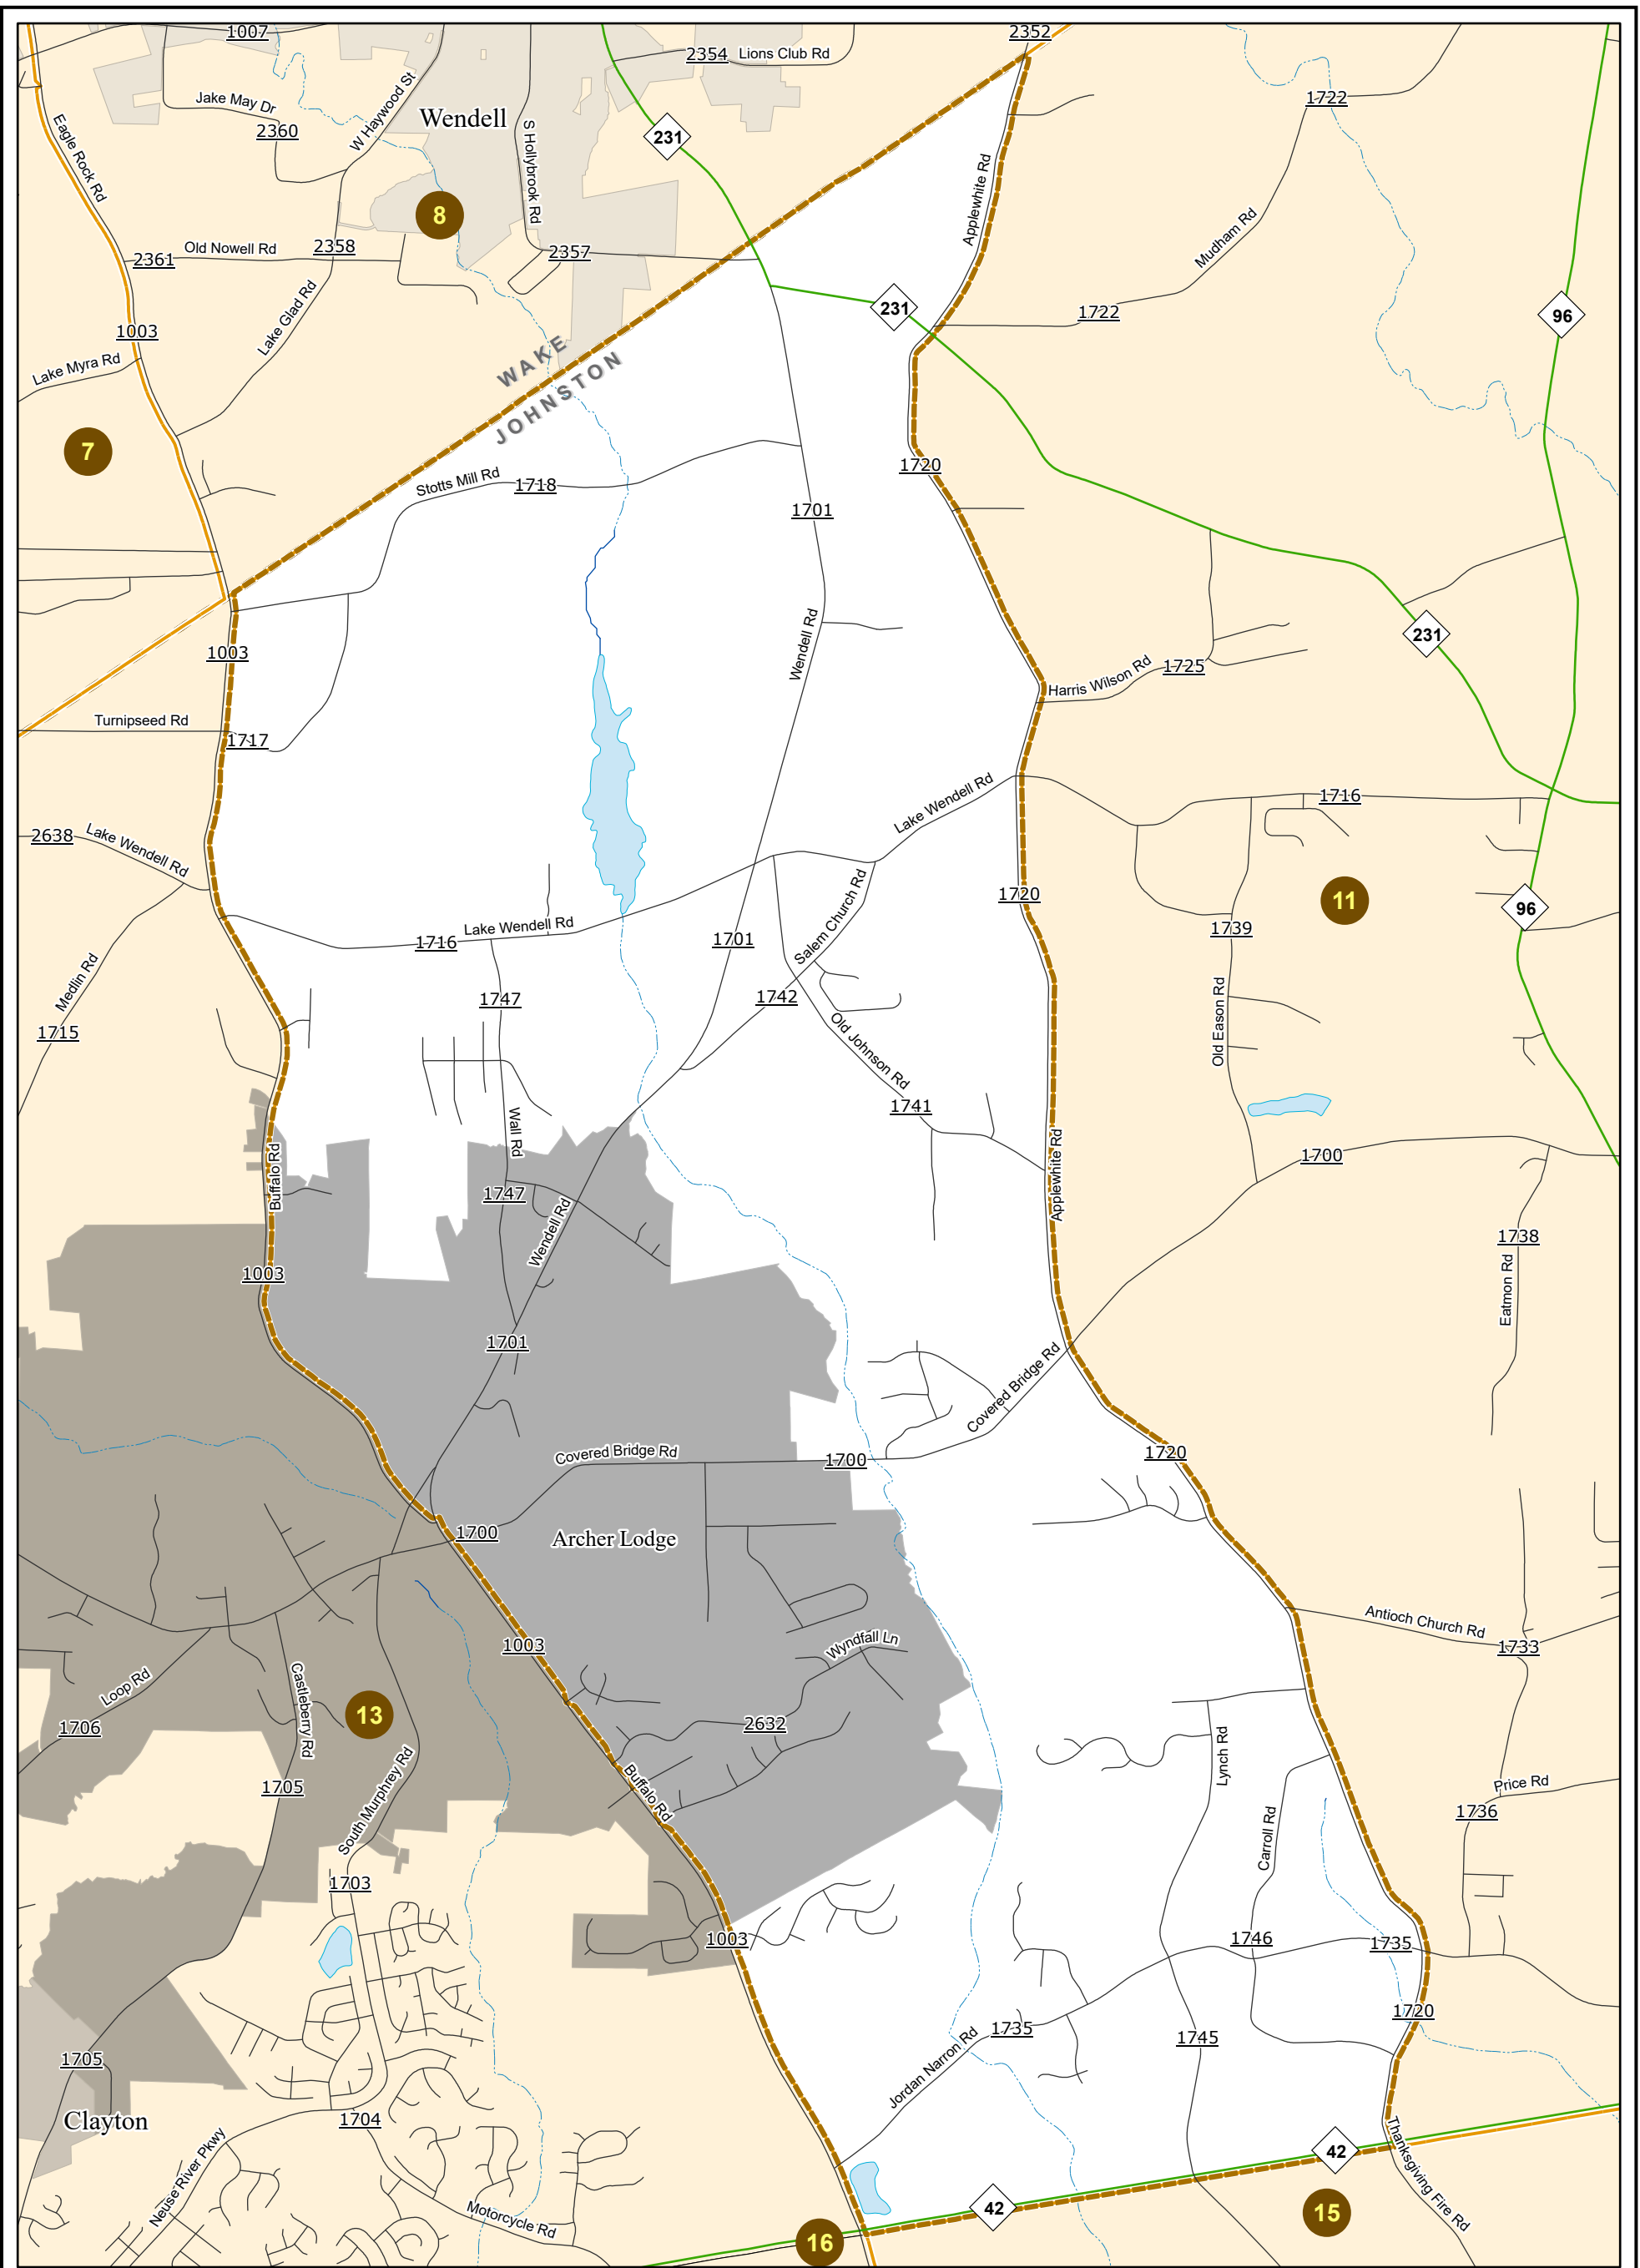 1007
2352
2354
Lions Club Rd
Jake May Dr
W Haywood St
Wendell
1722
2360
231
Eagle Rock Rd
S Hollybrook Rd
Applewhite Rd
8
Mudham Rd
Old Nowell Rd
2358
2361
2357
Lake Glad Rd
231
1722
96
1003
Lake Myra Rd
WAKE
JOHNSTON
7
1720
Stotts Mill Rd
1718
1701
231
Wendell Rd
1003
Harris Wilson Rd
1725
Turnipseed Rd
1717
Lake Wendell Rd
1716
2638
Lake Wendell Rd
1720
11
Salem Church Rd
96
Lake Wendell Rd
1716
1701
1739
Medlin Rd
1747
1742
1715
Old Johnson Rd
Old Eason Rd
1741
Wall Rd
Buffalo Rd
Applewhite Rd
1700
1747
Wendell Rd
1738
1003
Eatmon Rd
1701
Covered Bridge Rd
Covered Bridge Rd
1700
1720
1700
Archer Lodge
Antioch Church Rd
1003
Wyndfall Ln
1733
Loop Rd
Castleberry Rd
13
1706
2632
Lynch Rd
South Murphrey Rd
1705
Buffalo Rd
Price Rd
1736
Carroll Rd
1703
1003
1746
1735
1720
1735
1745
1705
Jordan Narron Rd
Clayton
1704
Neuse River Pkwy
42
Thanksgiving Fire Rd
42
Motorcycle Rd
15
16